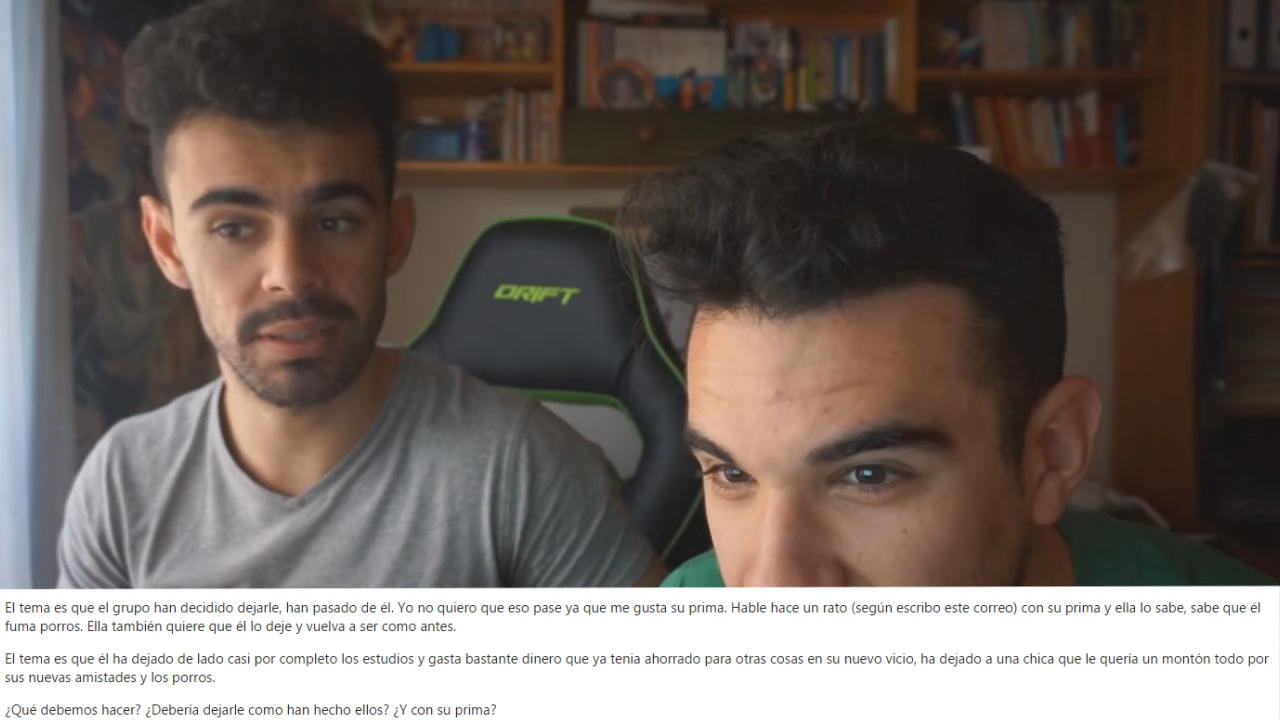 DRIFT
El tema es que el grupo han decidido dejarle, han pasado de él. Yo no quiero que eso pase ya que me gusta su prima. Hable hace un rato (según escribo este correo) con su prima y ella lo sabe, sabe que él
fuma porros. Ella también quiere que él lo deje y vuelva a ser como antes.
El tema es que él ha dejado de lado casi por completo los estudios y gasta bastante dinero que ya tenia ahorrado para otras cosas en su nuevo vicio, ha dejado a una chica que le quería un montón todo por
sus nuevas amistades y los porros.
¿Qué debemos hacer? ¿Debería dejarle como han hecho ellos? ¿Y con su prima?